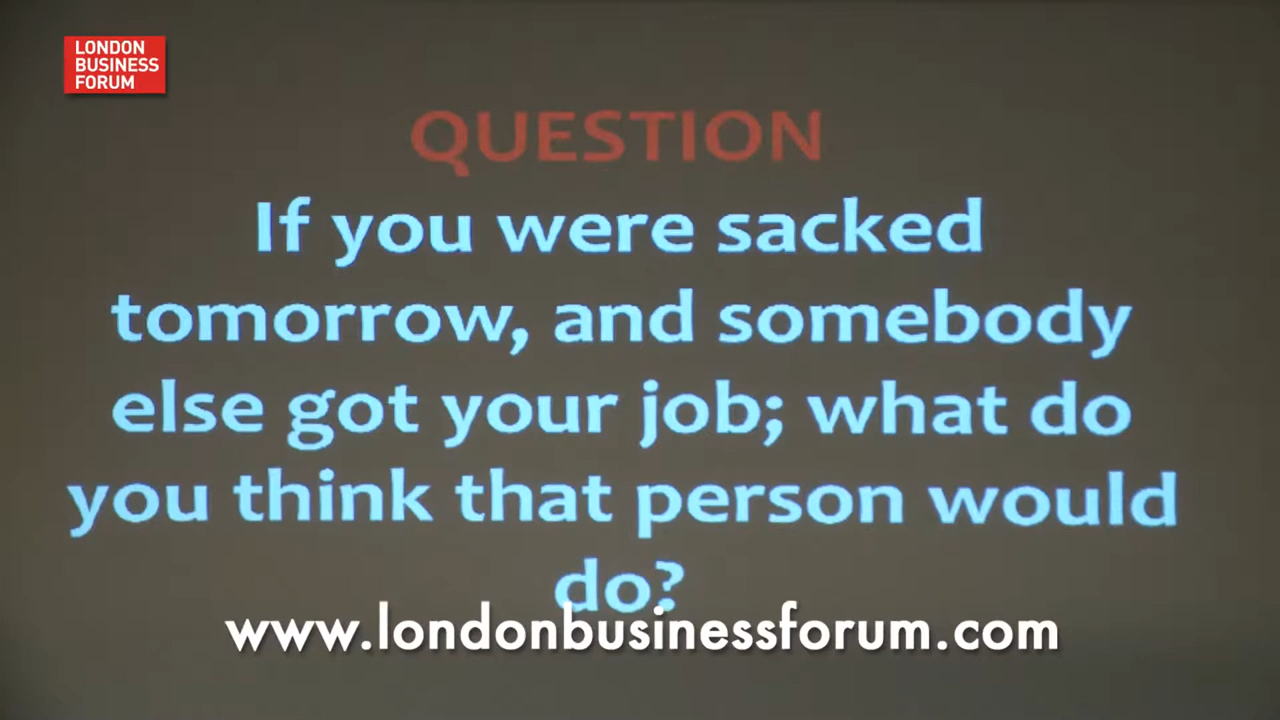 LONDON
BUSINESS
FORUM
QUESTION
If you were sacked
tomorrow, and somebody
else got your job; what do
you think that person would
do?
www.londonbusinessforum.com